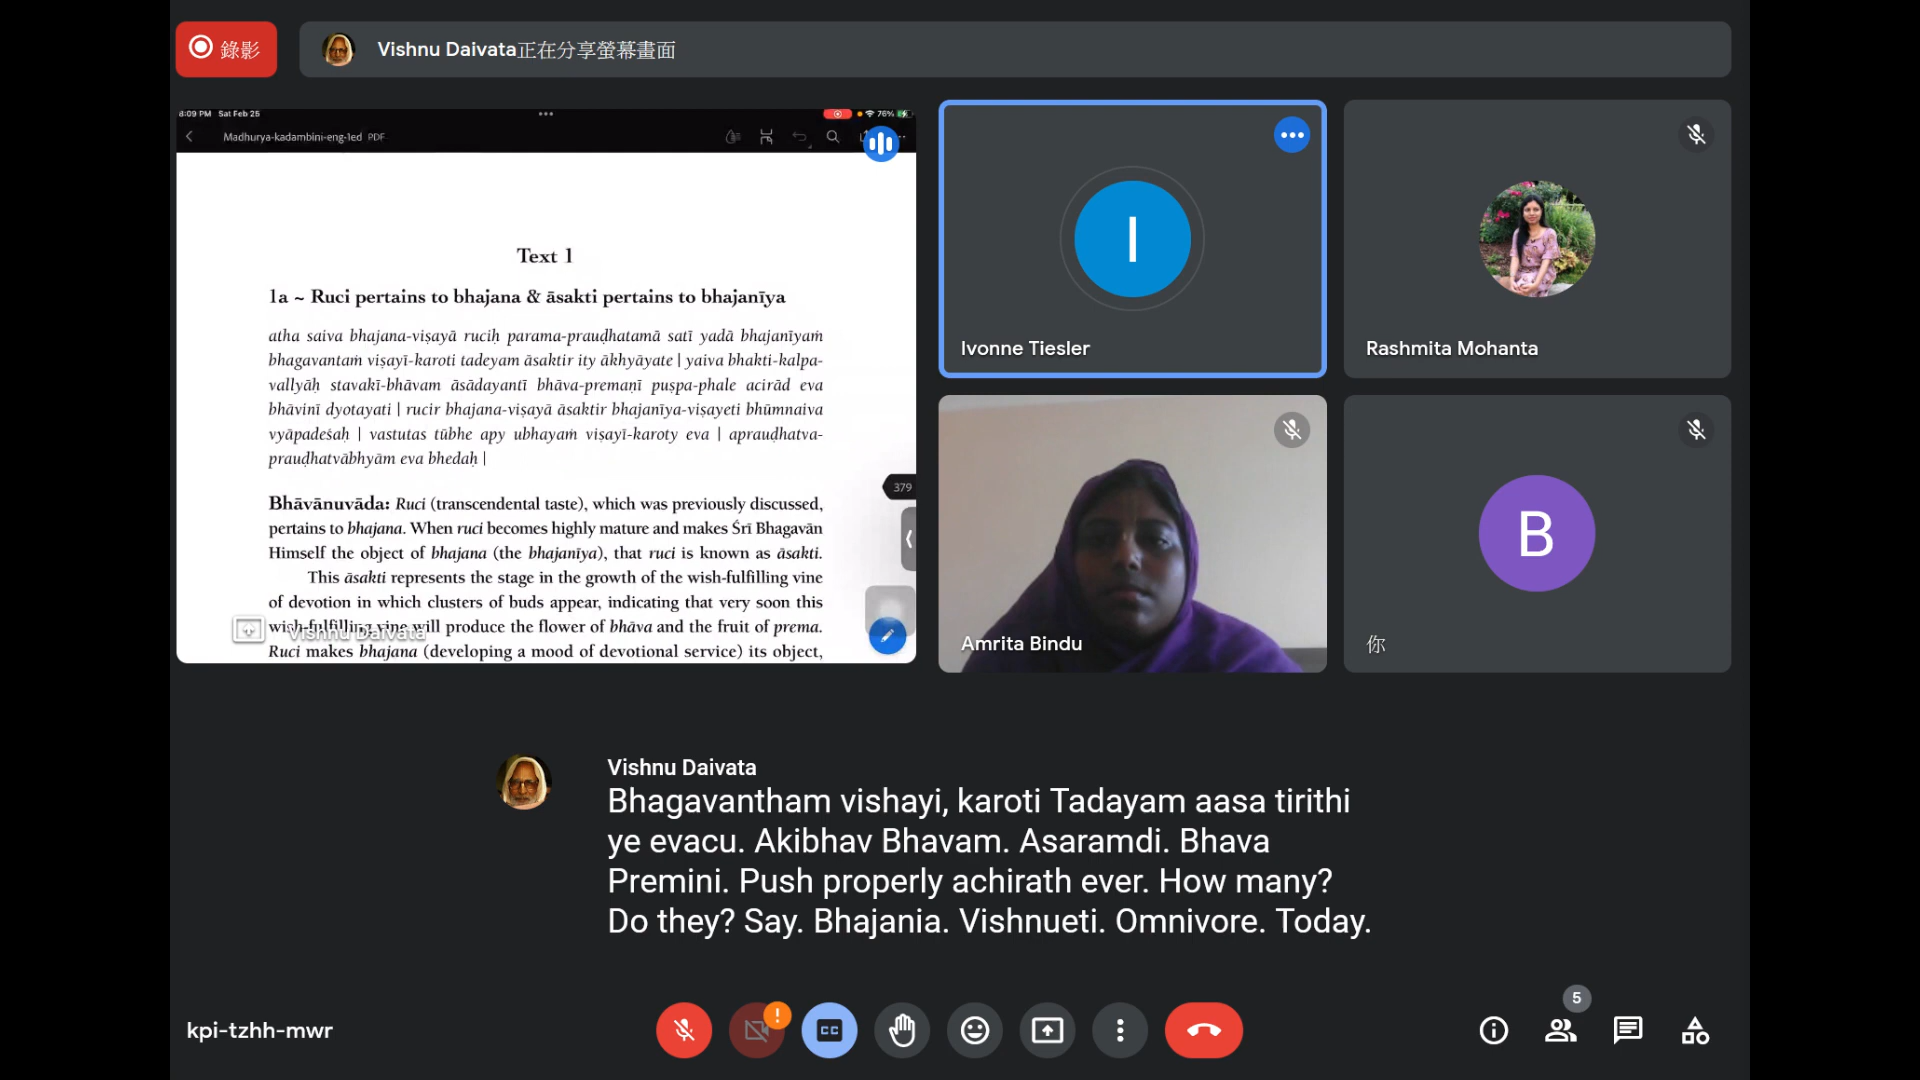 錄影
Vishnu Daivata正在分享螢幕畫面
8:09 PM Sat Feb 25
76%
Madhurya-kadambini-eng-1ed PDF
Text 1
1a ~ Ruci pertains to bhajana & āsakti pertains to bhajanīya
atha saiva bhajana-viṣayā ruciḥ parama-prauḍhatamā satī yadā bhajanīyaṁ
bhagavantaṁ viṣayī-karoti tadeyam āsaktir ity ākhyāyate | yaiva bhakti-kalpa-
vallyāḥ stavakī-bhāvam āsādayantī bhāva-premaṇī puṣpa-phale acirād eva
bhāvinī dyotayati | rucir bhajana-viṣayā āsaktir bhajanīya-viṣayeti bhūmnaiva
vyāpadeśaḥ | vastutas tūbhe apy ubhayaṁ viṣayī-karoty eva | aprauḍhatva-
prauḍhatvābhyām eva bhedaḥ |
379
Bhāvānuvāda: Ruci (transcendental taste), which was previously discussed,
pertains to bhajana. When ruci becomes highly mature and makes Śrī Bhagavān
Himself the object of bhajana (the bhajanīya), that ruci is known as āsakti.
This āsakti represents the stage in the growth of the wish-fulfilling vine
of devotion in which clusters of buds appear, indicating that very soon this
wish-fulfilling vine will produce the flower of bhāva and the fruit of prema.
Vishnu Daivata
Ruci makes bhajana (developing a mood of devotional service) its object,
I
Ivonne Tiesler
Rashmita Mohanta
Amrita Bindu
B
你
Vishnu Daivata
Bhagavantham vishayi, karoti Tadayam aasa tirithi
ye evacu. Akibhav Bhavam. Asaramdi. Bhava
Premini. Push properly achirath ever. How many?
Do they? Say. Bhajania. Vishnueti. Omnivore. Today.
kpi-tzhh-mwr
!
CC
5